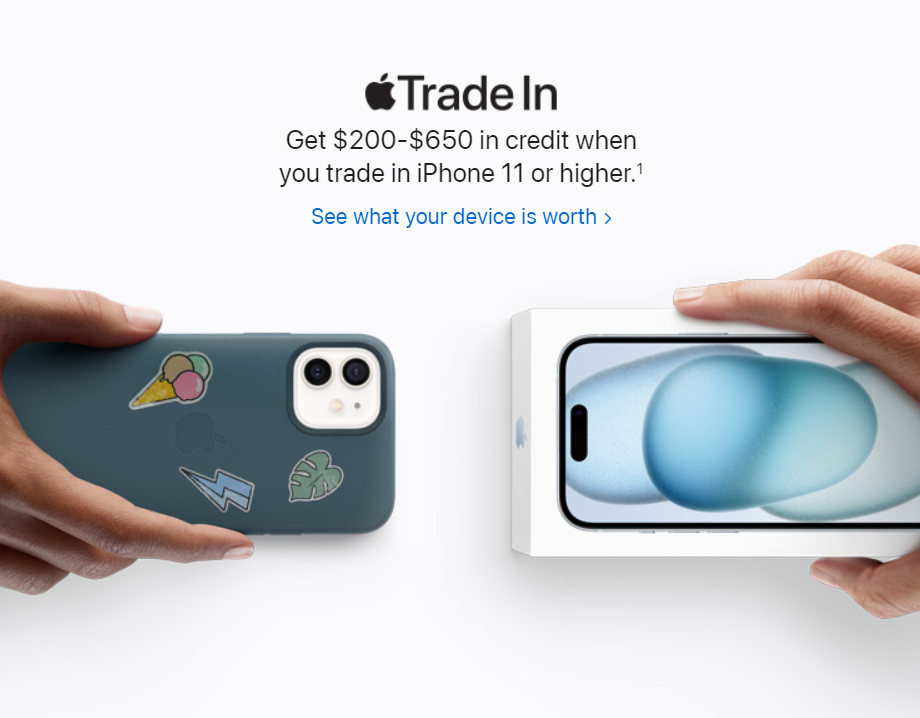 Trade In
Get $200-$650 in credit when
you trade in iPhone 11 or higher.¹
See what your device is worth >